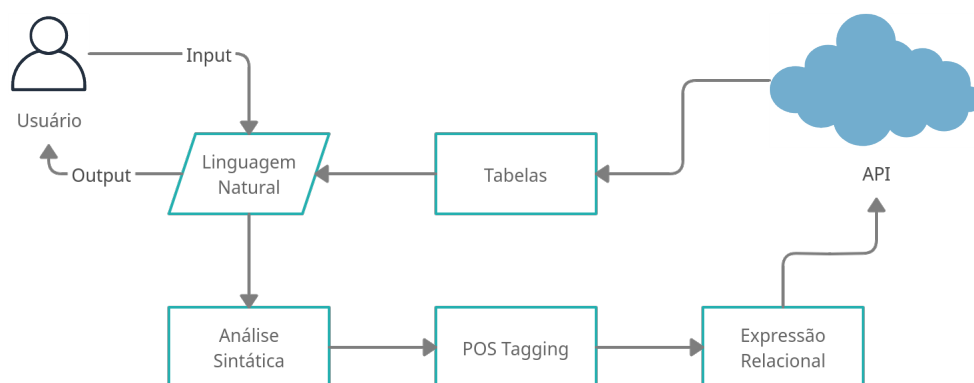 Input
Usuário
Linguagem
Natural
Output
Tabelas
API
Análise
Sintática
POS Tagging
Expressão
Relacional